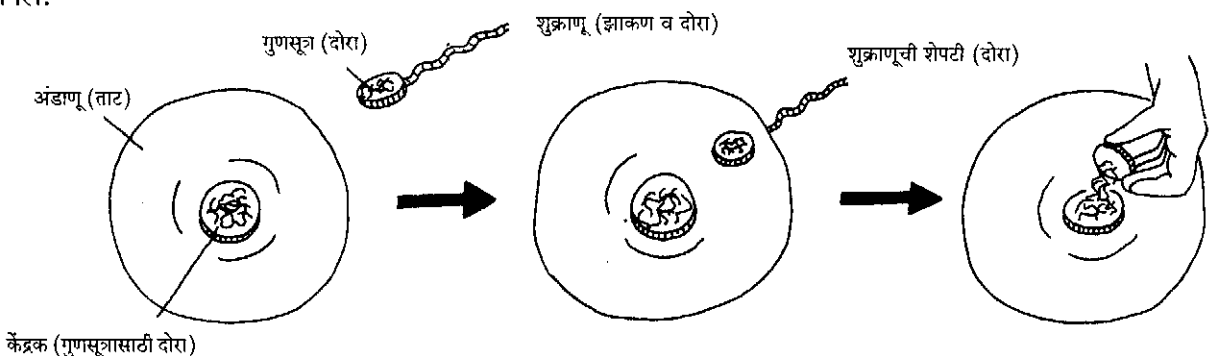 गुणसूत्र (दोरा)
शुक्राणू (झाकण व दोरा)
शुक्राणूची शेपटी (दोरा)
अंडाणू (ताट)
केंद्रक (गुणसूत्रासाठी दोरा)